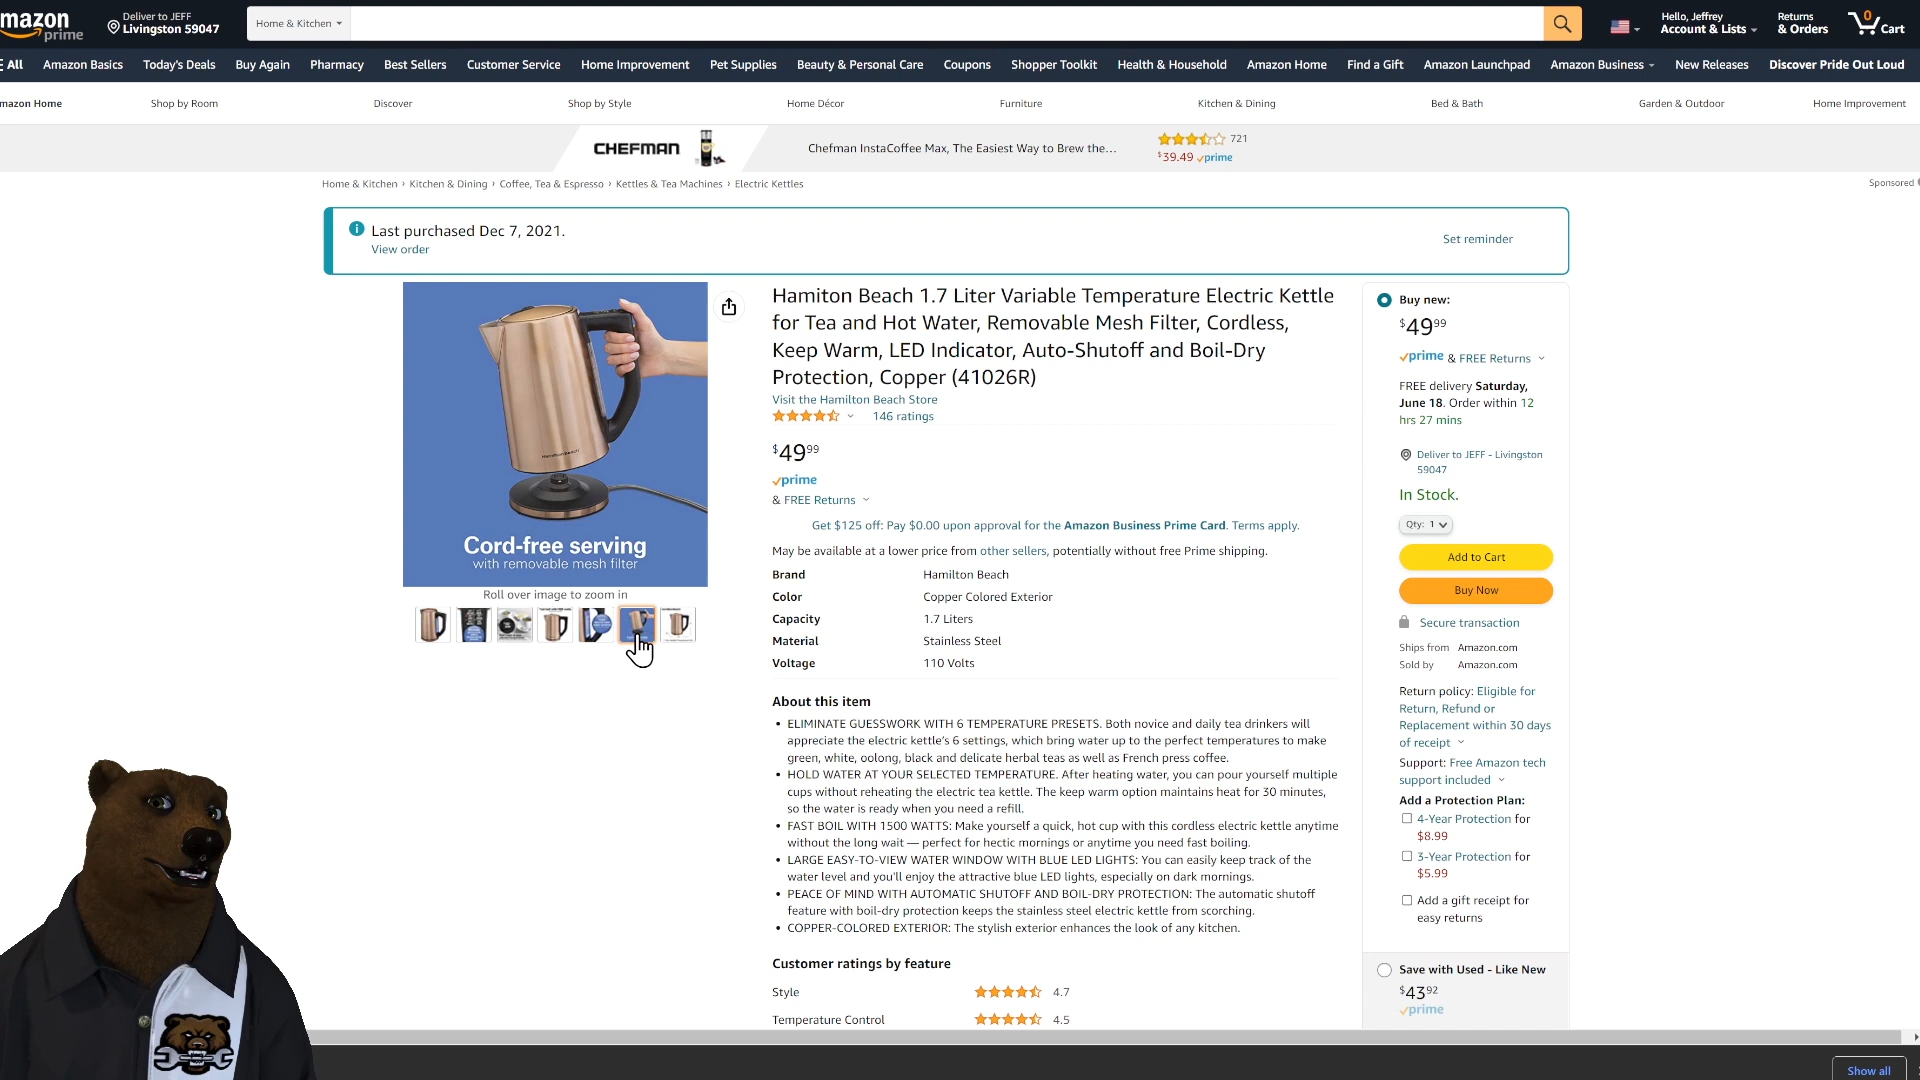 mazon
prime
Deliver to JEFF
Livingston 59047
Home & Kitchen
Hello, Jeffrey
Account & Lists
Returns
& Orders
0
Cart
All
Amazon Basics
Today's Deals
Buy Again
Pharmacy
Best Sellers
Customer Service
Home Improvement
Pet Supplies
Beauty & Personal Care
Coupons
Shopper Toolkit
Health & Household
Amazon Home
Find a Gift
Amazon Launchpad
Amazon Business
New Releases
Discover Pride Out Loud
mazon Home
Shop by Room
Discover
Shop by Style
Home Décor
Furniture
Kitchen & Dining
Bed & Bath
Garden & Outdoor
Home Improvement
CHEFMAN
Chefman InstaCoffee Max, The Easiest Way to Brew the...
721
$39.49 prime
Home & Kitchen › Kitchen & Dining › Coffee, Tea & Espresso › Kettles & Tea Machines › Electric Kettles
Sponsored
Last purchased Dec 7, 2021.
View order
Set reminder
HamiltonBeach
Cord-free serving
with removable mesh filter
Roll over image to zoom in
Hamiton Beach 1.7 Liter Variable Temperature Electric Kettle
for Tea and Hot Water, Removable Mesh Filter, Cordless,
Keep Warm, LED Indicator, Auto-Shutoff and Boil-Dry
Protection, Copper (41026R)
Visit the Hamilton Beach Store
146 ratings
$49 99
prime
& FREE Returns
Get $125 off: Pay $0.00 upon approval for the Amazon Business Prime Card. Terms apply.
May be available at a lower price from other sellers, potentially without free Prime shipping.
Brand Hamilton Beach
Color Copper Colored Exterior
Capacity 1.7 Liters
Material Stainless Steel
Voltage 110 Volts
About this item
• ELIMINATE GUESSWORK WITH 6 TEMPERATURE PRESETS. Both novice and daily tea drinkers will
appreciate the electric kettle's 6 settings, which bring water up to the perfect temperatures to make
green, white, oolong, black and delicate herbal teas as well as French press coffee.
• HOLD WATER AT YOUR SELECTED TEMPERATURE. After heating water, you can pour yourself multiple
cups without reheating the electric tea kettle. The keep warm option maintains heat for 30 minutes,
so the water is ready when you need a refill.
• FAST BOIL WITH 1500 WATTS: Make yourself a quick, hot cup with this cordless electric kettle anytime
without the long wait — perfect for hectic mornings or anytime you need fast boiling.
• LARGE EASY-TO-VIEW WATER WINDOW WITH BLUE LED LIGHTS: You can easily keep track of the
water level and you'll enjoy the attractive blue LED lights, especially on dark mornings.
• PEACE OF MIND WITH AUTOMATIC SHUTOFF AND BOIL-DRY PROTECTION: The automatic shutoff
feature with boil-dry protection keeps the stainless steel electric kettle from scorching.
• COPPER-COLORED EXTERIOR: The stylish exterior enhances the look of any kitchen.
Customer ratings by feature
Style 4.7
Temperature Control 4.5
Buy new:
$49 99
prime & FREE Returns
FREE delivery Saturday,
June 18. Order within 12
hrs 27 mins
Deliver to JEFF - Livingston
59047
In Stock.
Qty: 1
Add to Cart
Buy Now
Secure transaction
Ships from Amazon.com
Sold by Amazon.com
Return policy: Eligible for
Return, Refund or
Replacement within 30 days
of receipt
Support: Free Amazon tech
support included
Add a Protection Plan:
4-Year Protection for
$8.99
3-Year Protection for
$5.99
Add a gift receipt for
easy returns
Save with Used - Like New
$43 92
prime
Show all